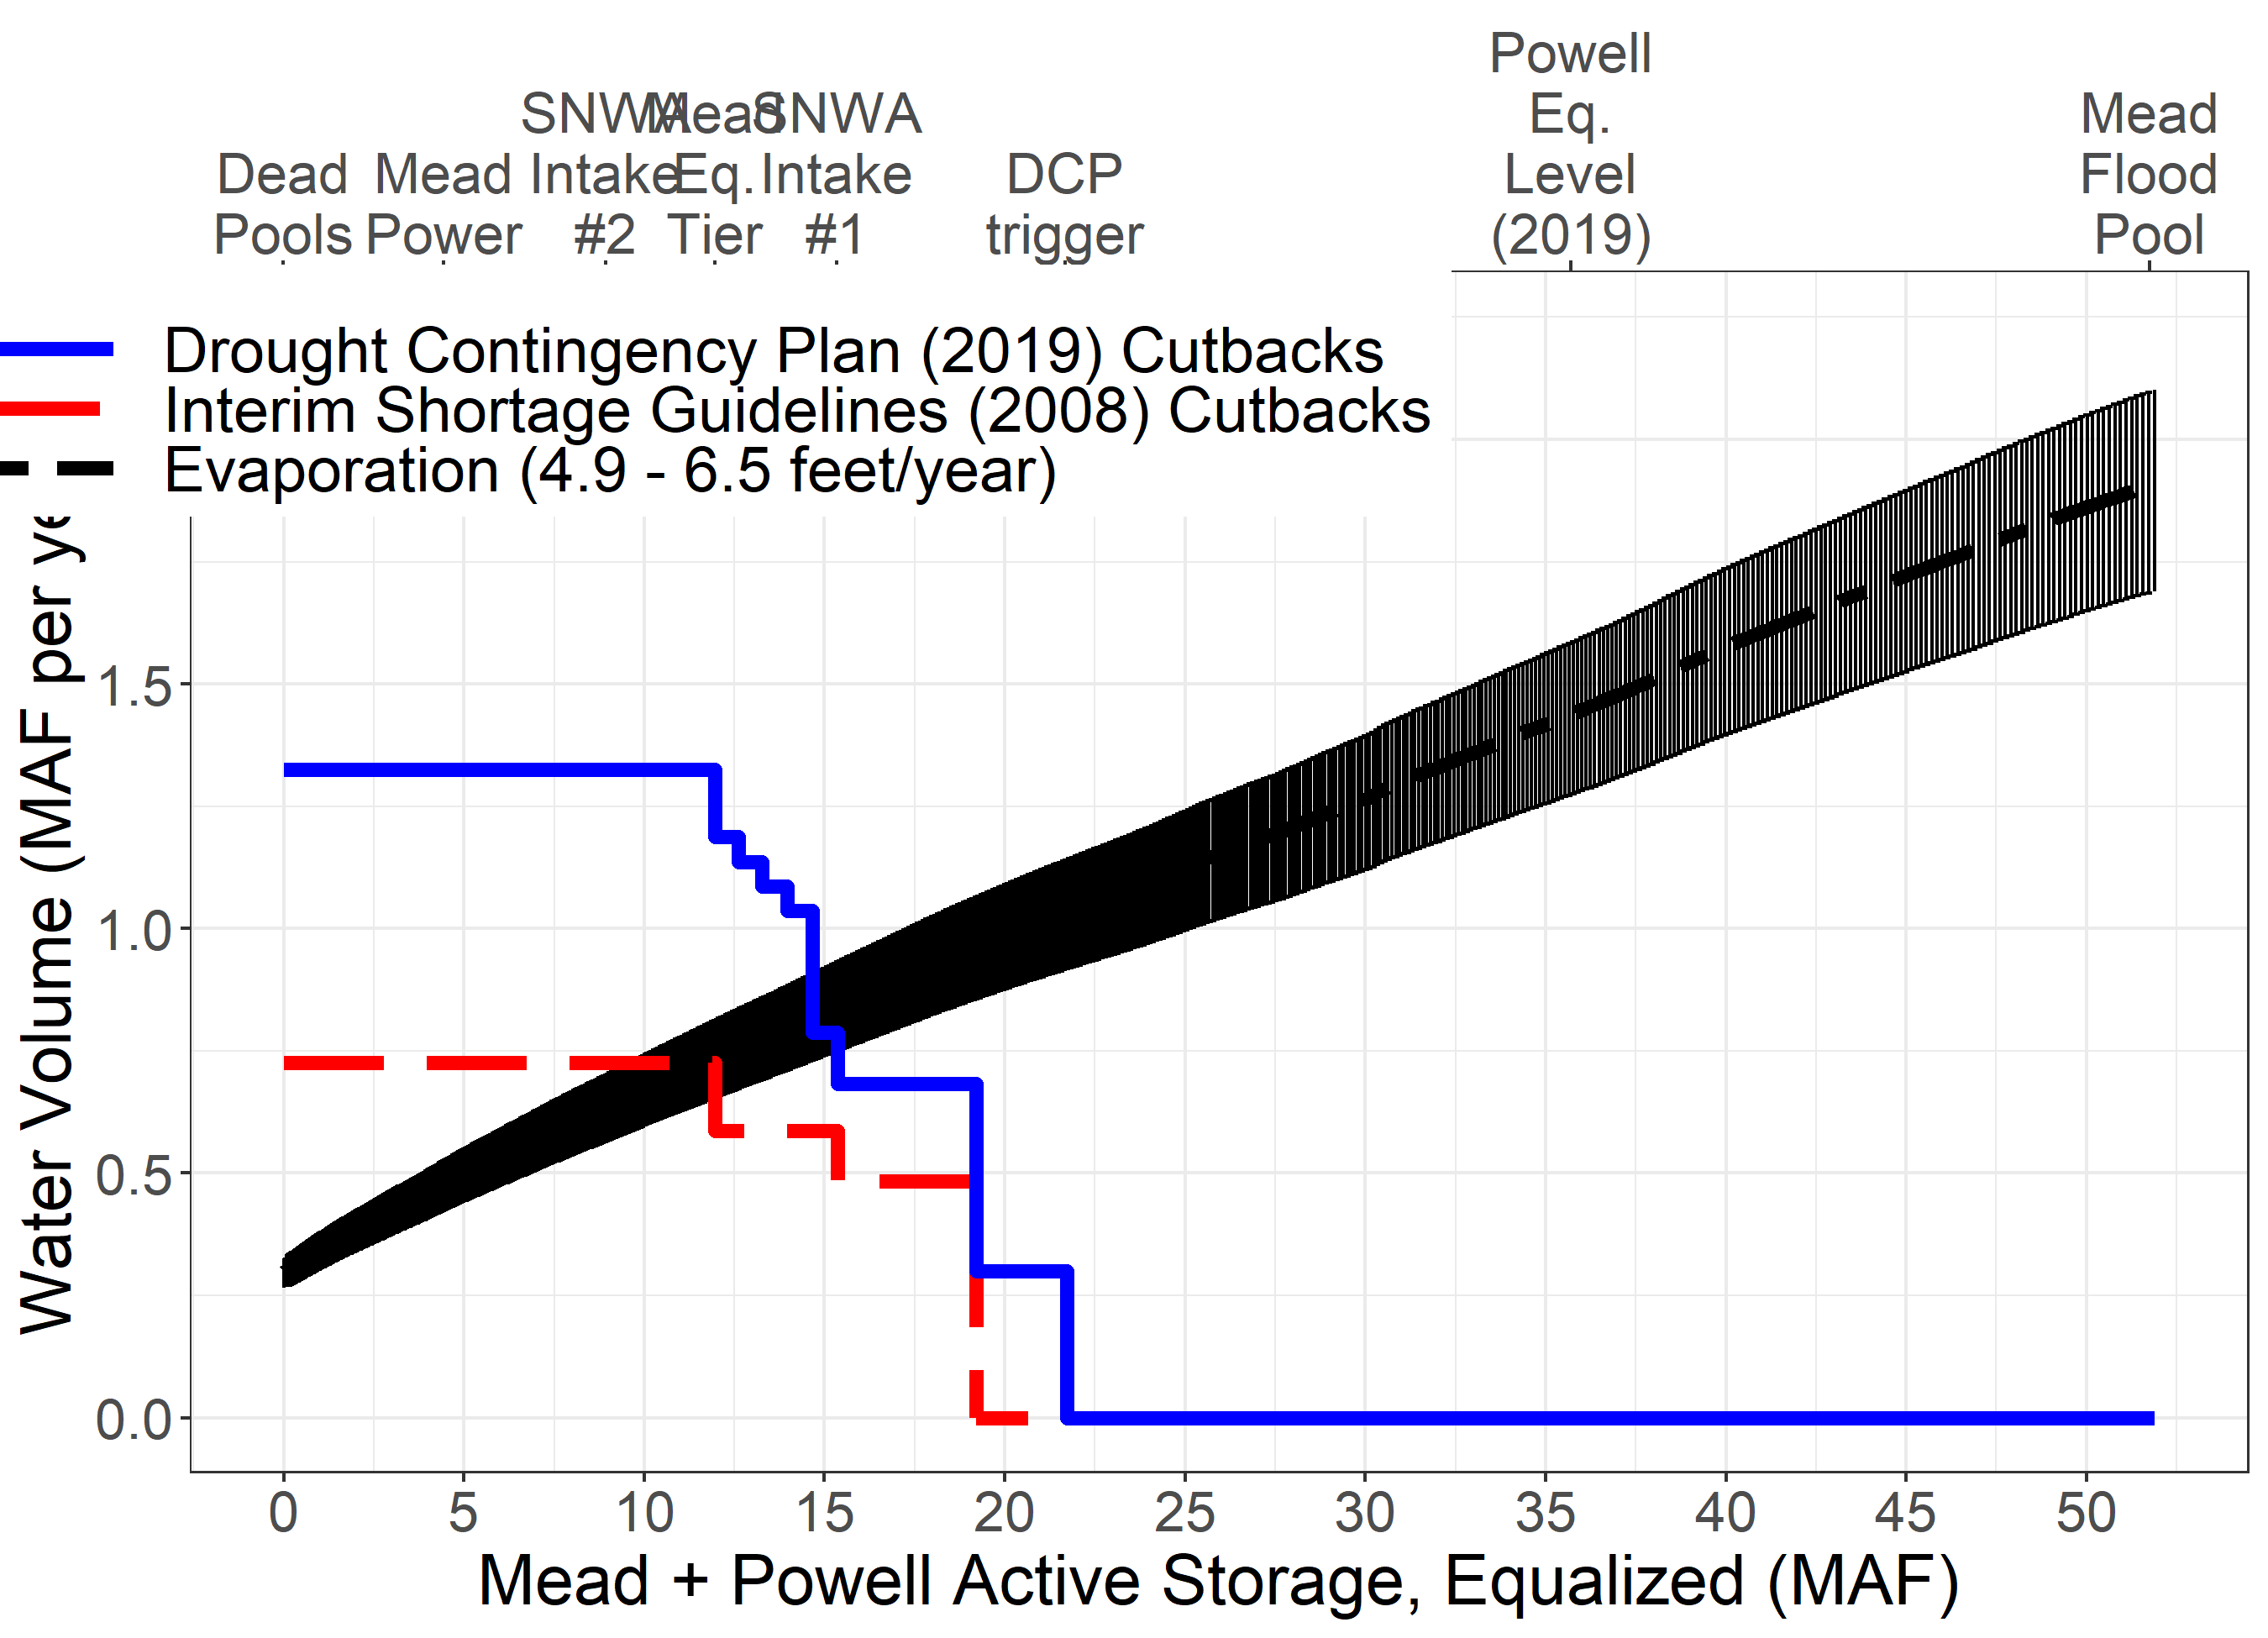 Powell
SNWA Mead SNWA Eq. Mead
Dead Mead Intake Eq. Intake DCP Level Flood
Pools Power #2 Tier #1 trigger (2019) Pool
Drought Contingency Plan (2019) Cutbacks
Interim Shortage Guidelines (2008) Cutbacks
Evaporation (4.9 - 6.5 feet/year)
Water Volume (MAF per ye
1.5
1.0
0.5
0.0
0 5 10 15 20 25 30 35 40 45 50
Mead + Powell Active Storage, Equalized (MAF)